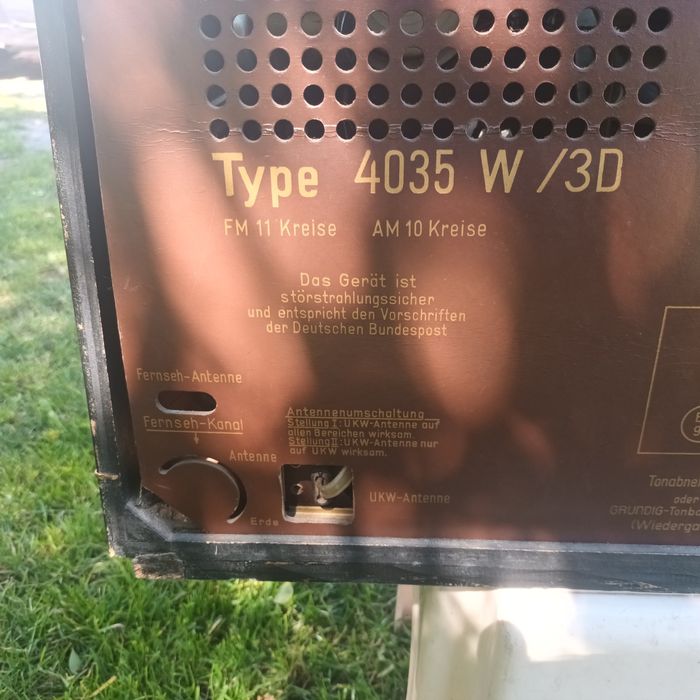 Type 4035 W /3D
FM 11 Kreise AM 10 Kreise
Das Gerät ist
störstrahlungssicher
und entspricht den Vorschriften
der Deutschen Bundespost
Fernseh-Antenne
Fernseh-Kanal
Antenne
Erde
Antennenumschaltung
Stellung I: UKW-Antenne auf
allen Bereichen wirksam.
Stellung II: UKW-Antenne nur
auf UKW wirksam.
UKW-Antenne
Tonabne
oder
GRUNDIG-Tonba
(Wiederga